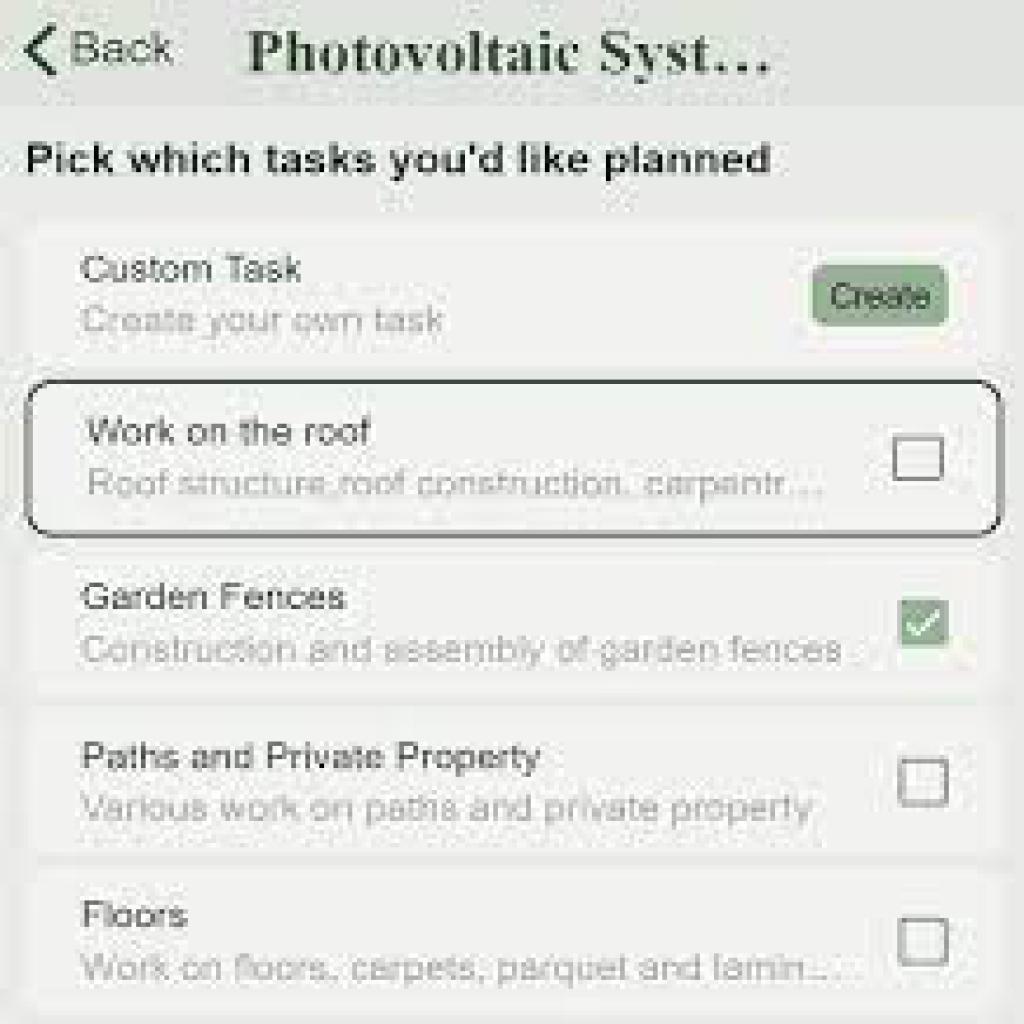 Back
Photovoltaic Syst...
Pick which tasks you'd like planned
Custom Task
Create your own task
Create
Work on the roof
Roof structure, roof construction, carpentr...
Garden Fences
Construction and assembly of garden fences
Paths and Private Property
Various work on paths and private property
Floors
Work on floors, carpets, parquet and lamin...